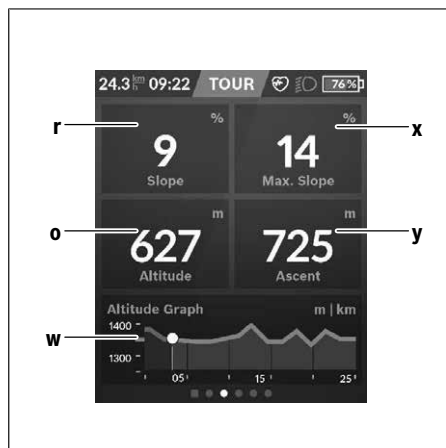 24.3 km/h 09:22 TOUR 76%
r % % x
9 14
Slope Max. Slope
o m m y
627 725
Altitude Ascent
Altitude Graph m | km
w 1400
1300
05 15 25